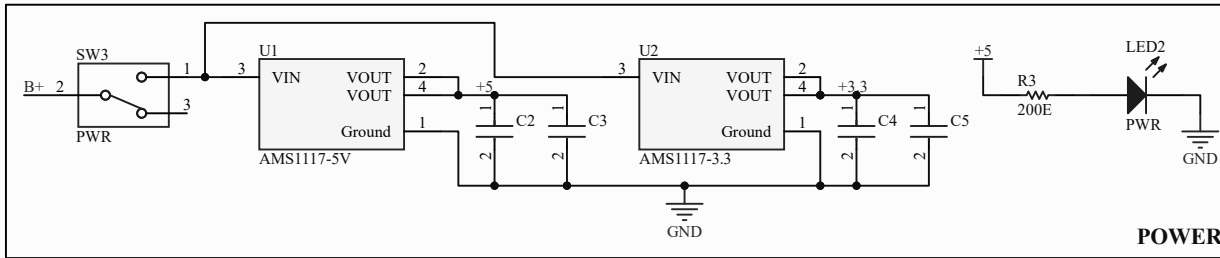 SW3
B+ 2
1
3
PWR
U1
3
VIN
VOUT
VOUT
Ground
2
4
1
AMS1117-5V
+5
1
2
C2
1
2
C3
U2
3
VIN
VOUT
VOUT
Ground
2
4
1
AMS1117-3.3
+3.3
1
2
C4
1
2
C5
GND
+5
R3
200E
LED2
PWR
GND
POWER